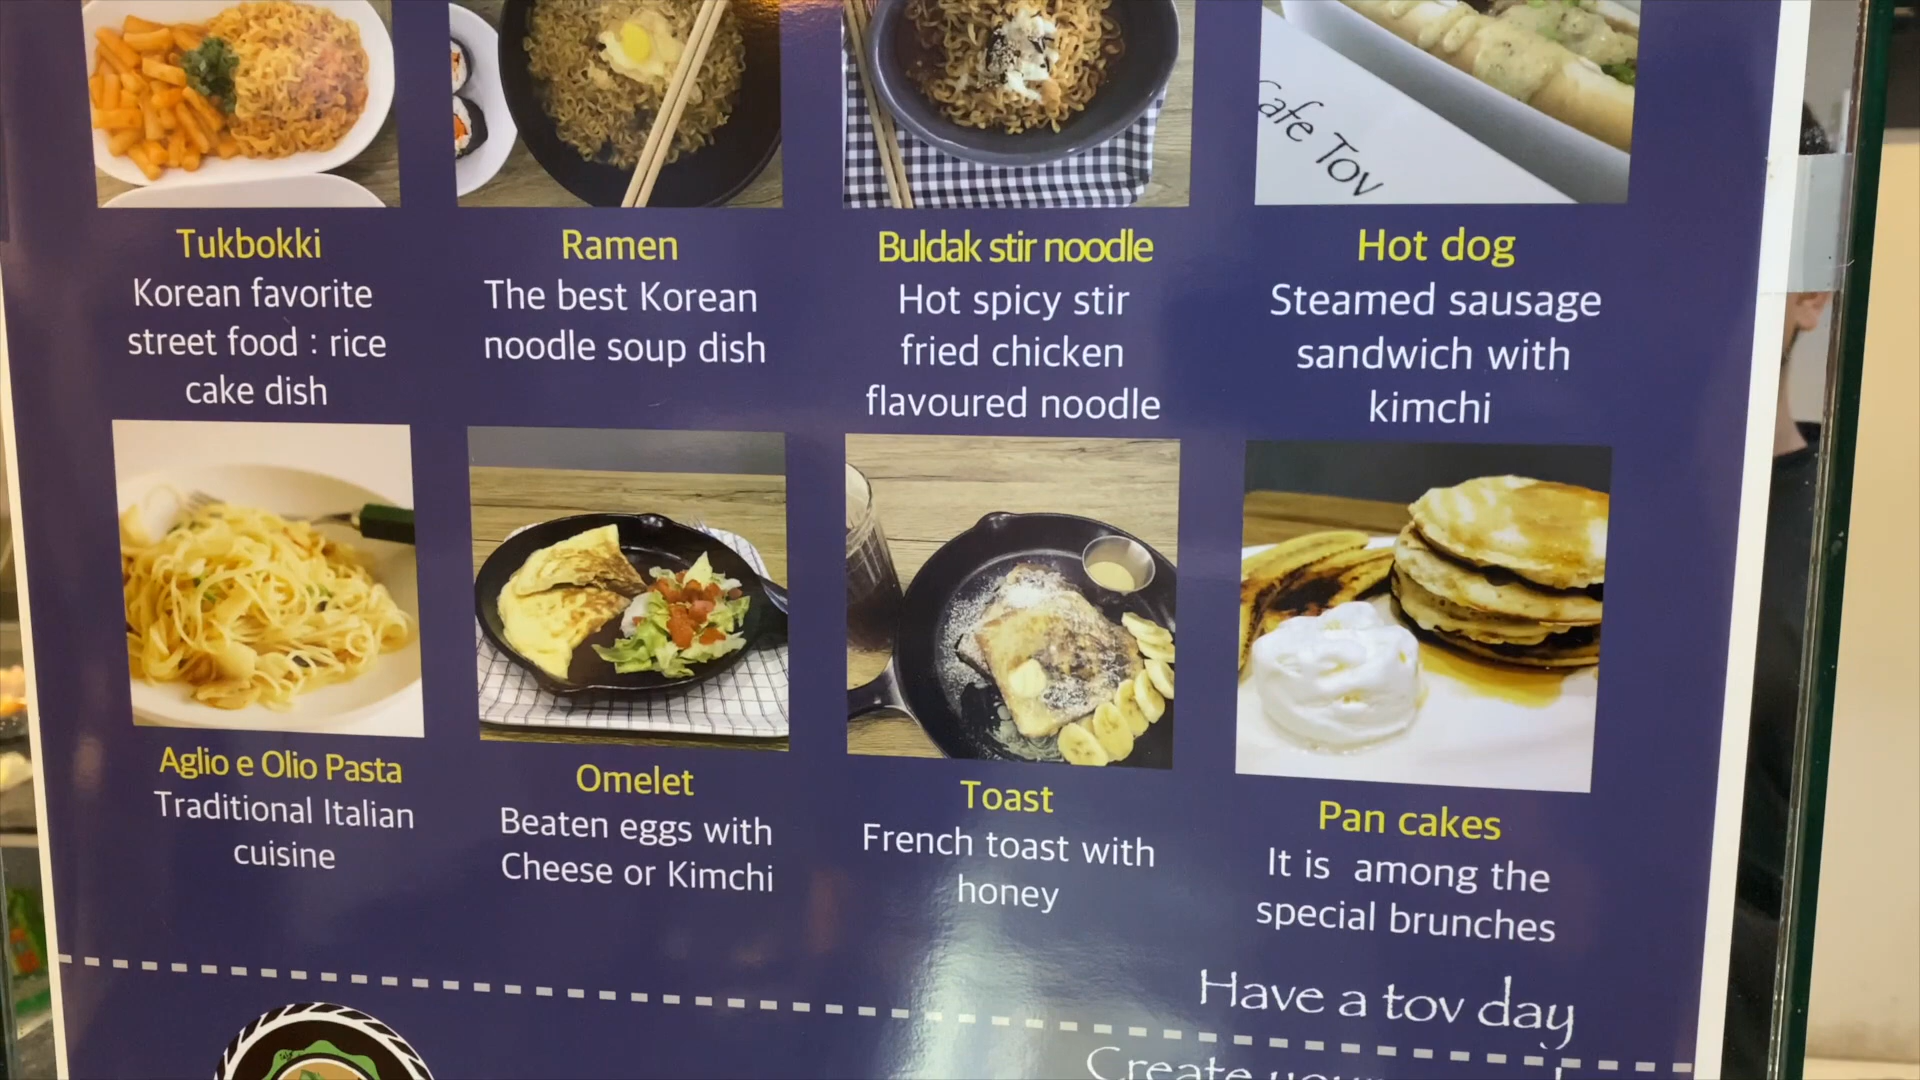 Cafe Tov
Tukbokki
Korean favorite
street food : rice
cake dish
Ramen
The best Korean
noodle soup dish
Buldak stir noodle
Hot spicy stir
fried chicken
flavoured noodle
Hot dog
Steamed sausage
sandwich with
kimchi
Aglio e Olio Pasta
Traditional Italian
cuisine
Omelet
Beaten eggs with
Cheese or Kimchi
Toast
French toast with
honey
Pan cakes
It is among the
special brunches
Have a tov day
Create